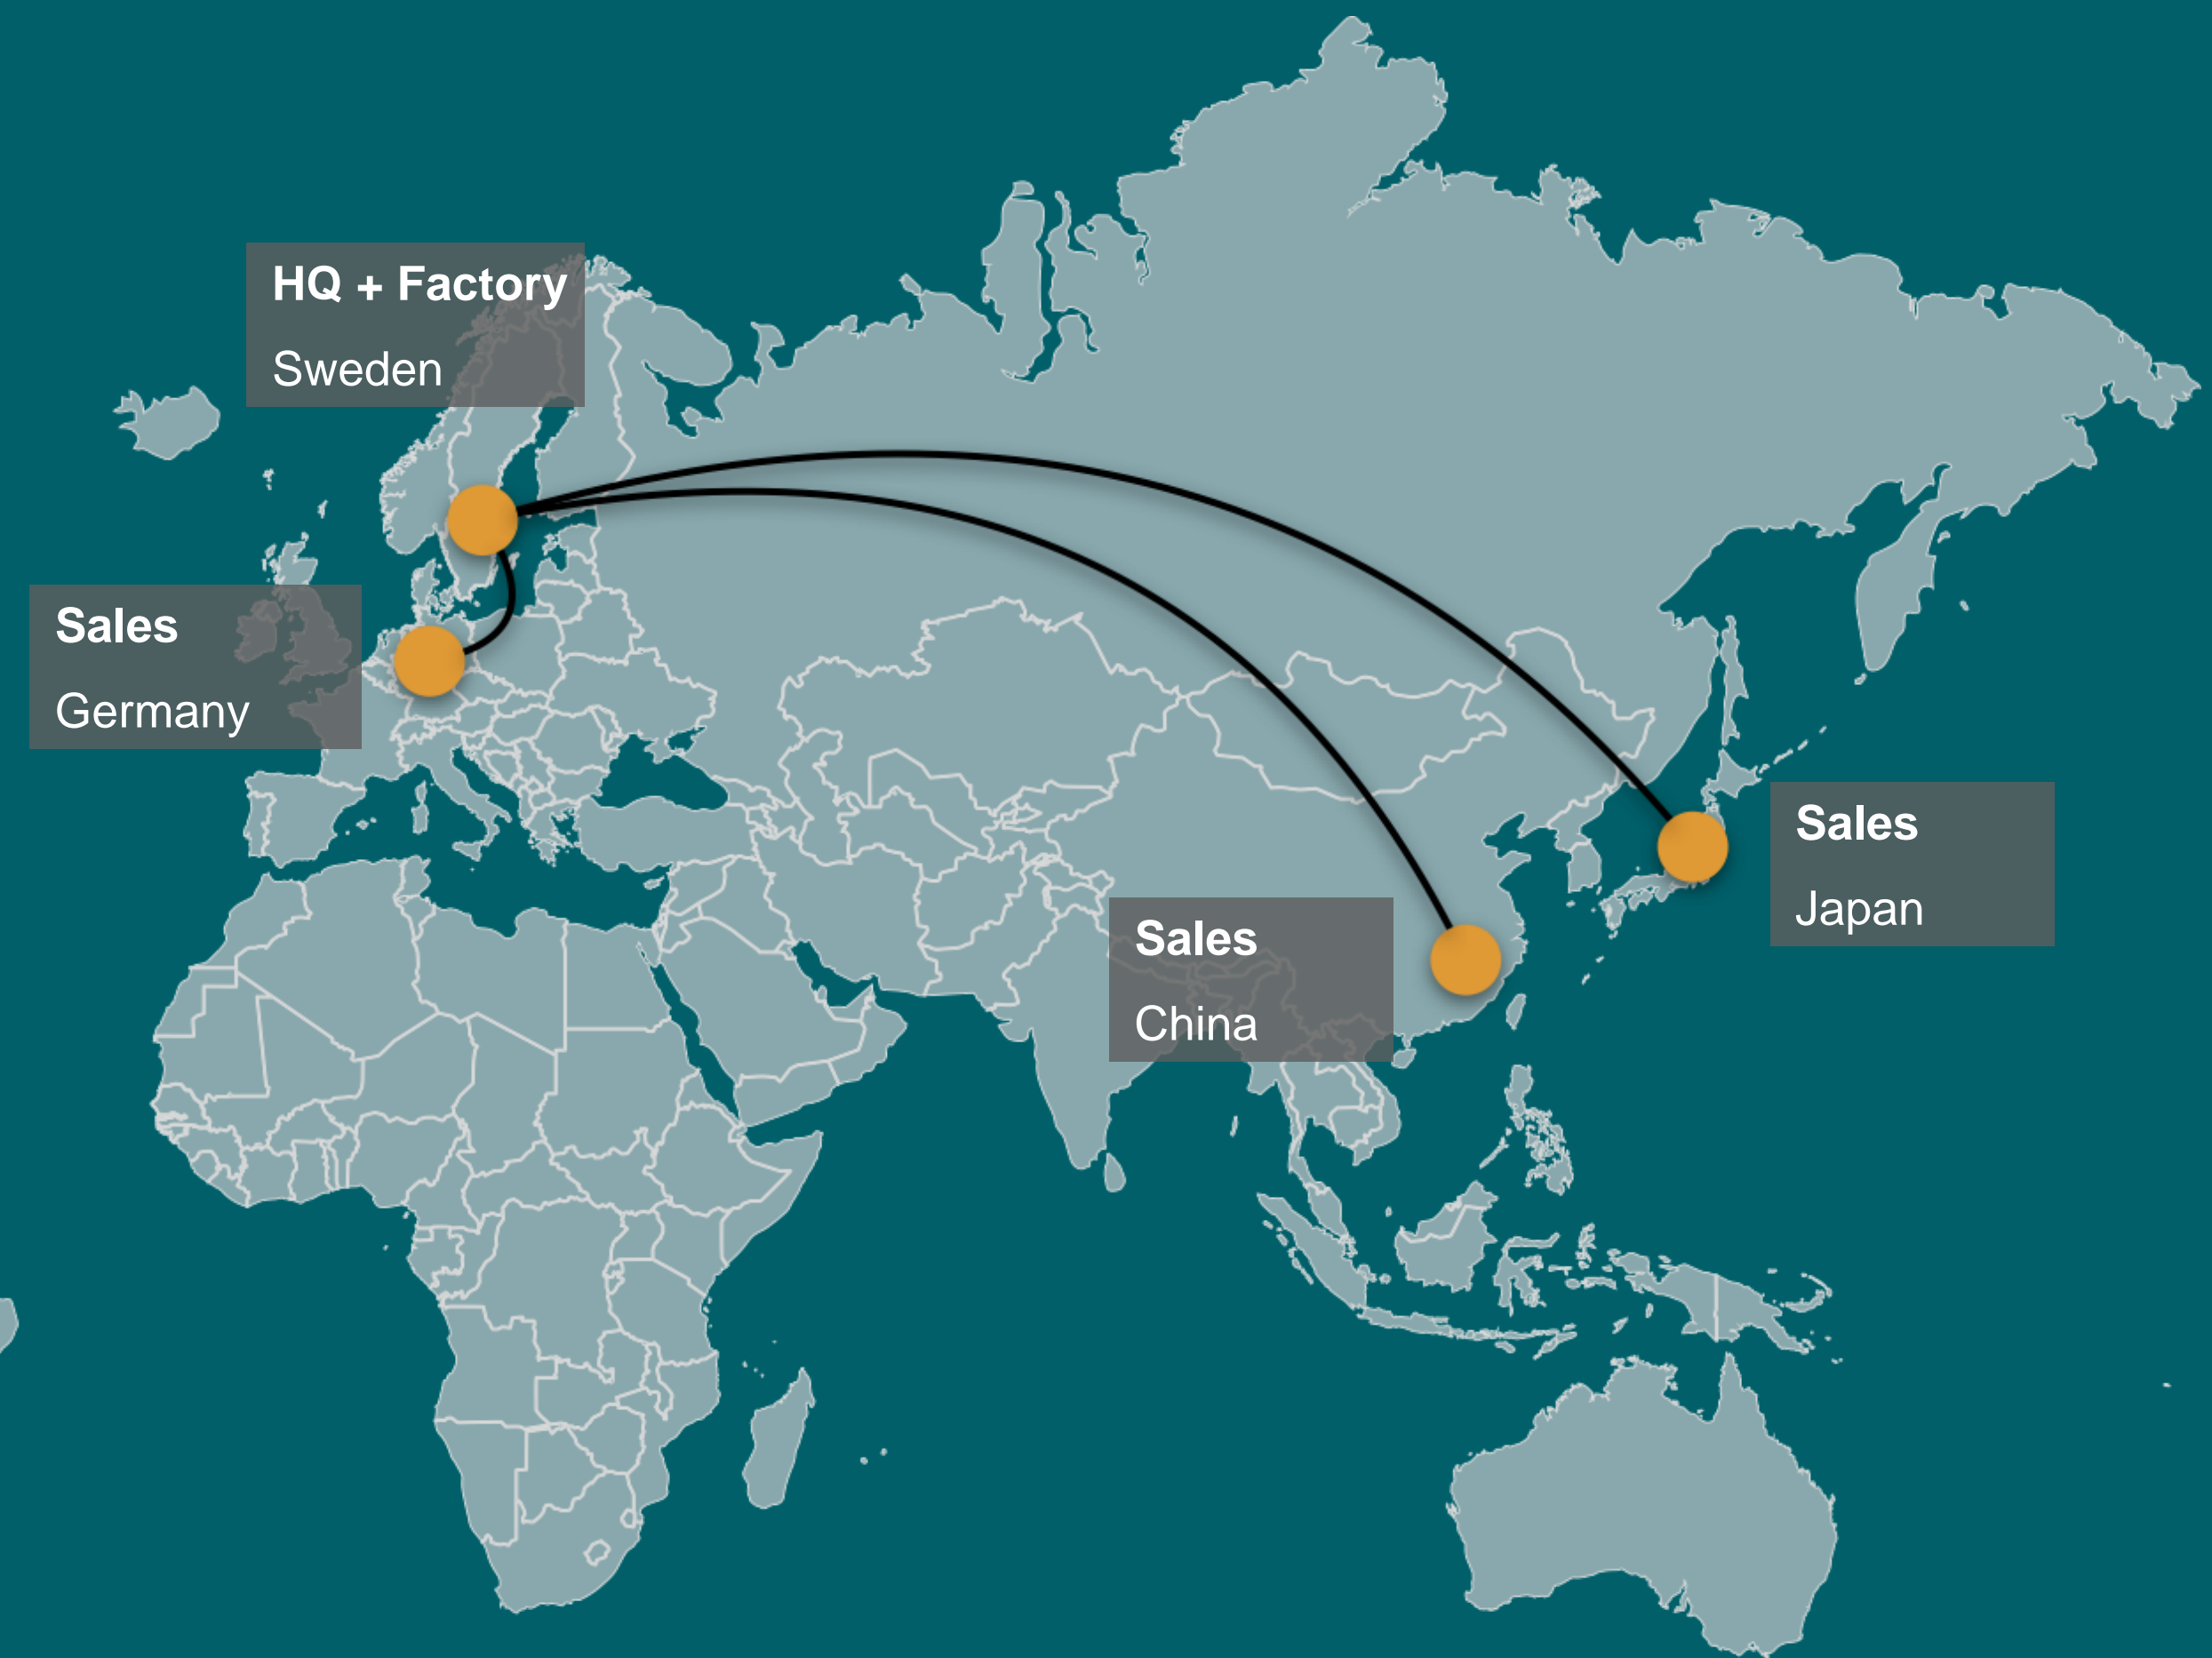 HQ + Factory
Sweden
Sales
Germany
Sales
Japan
Sales
China